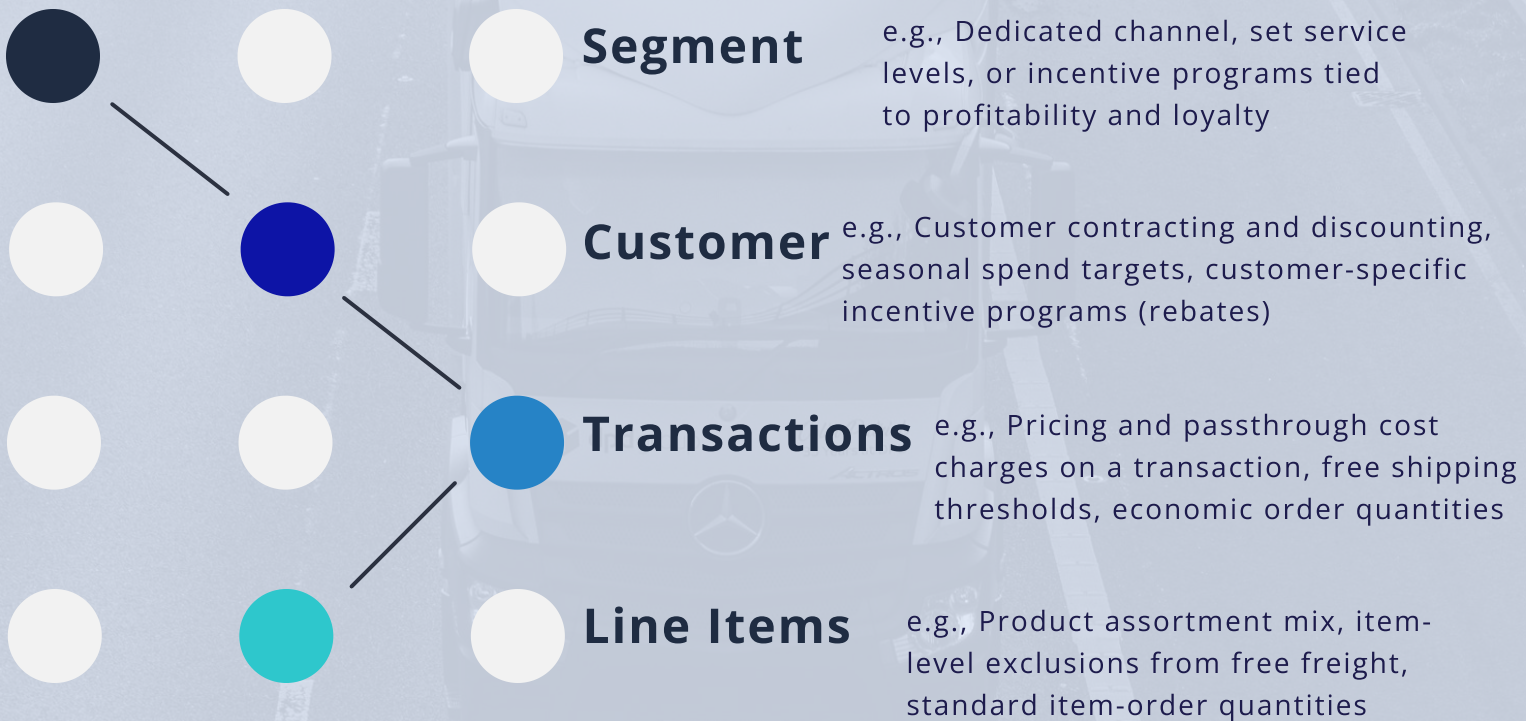 Segment
e.g., Dedicated channel, set service
levels, or incentive programs tied
to profitability and loyalty
Customer
e.g., Customer contracting and discounting,
seasonal spend targets, customer-specific
incentive programs (rebates)
Transactions
e.g., Pricing and passthrough cost
charges on a transaction, free shipping
thresholds, economic order quantities
ACTROS
Line Items
e.g., Product assortment mix, item-
level exclusions from free freight,
standard item-order quantities